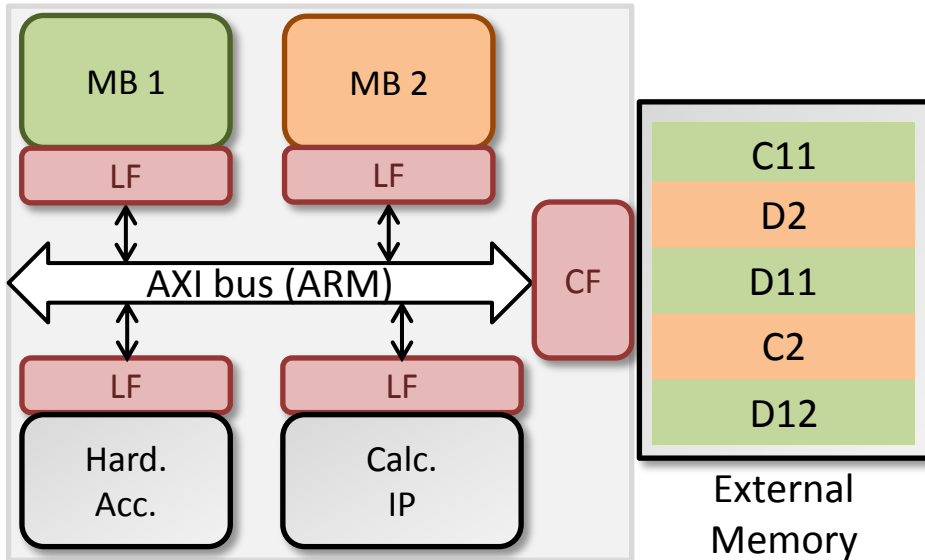 MB 1
MB 2
LF
LF
AXI bus (ARM)
CF
LF
LF
Hard.
Acc.
Calc.
IP
C11
D2
D11
C2
D12
External
Memory